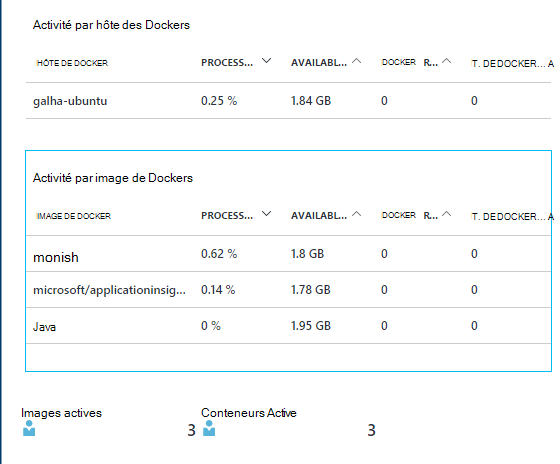 Activité par hôte des Dockers
HÔTE DE DOCKER PROCESS... AVAILABL... DOCKER R... T. DE DOCKER... A
galha-ubuntu 0.25 % 1.84 GB 0 0
Activité par image de Dockers
IMAGE DE DOCKER PROCESS... AVAILABL... DOCKER R... T. DE DOCKER... A
monish 0.62 % 1.8 GB 0 0
microsoft/applicationinsig... 0.14 % 1.78 GB 0 0
Java 0 % 1.95 GB 0 0
Images actives Conteneurs Active
3 3